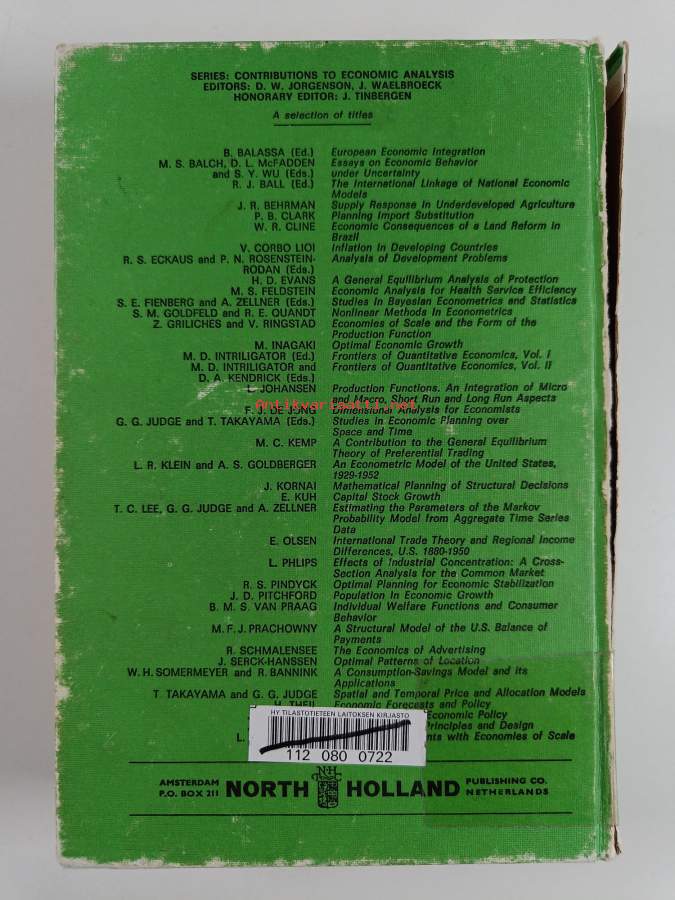 SERIES: CONTRIBUTIONS TO ECONOMIC ANALYSIS
EDITORS: D. W. JORGENSON, J. WAELBROECK
HONORARY EDITOR: J. TINBERGEN
A selection of titles
B. BALASSA (Ed.) European Economic Integration
M. S. BALCH, D. L. McFADDEN Essays on Economic Behavior
and S. Y. WU (Eds.) under Uncertainty
R. J. BALL (Ed.) The International Linkage of National Economic
Models
J. R. BEHRMAN Supply Response in Underdeveloped Agriculture
P. B. CLARK Planning Import Substitution
W. R. CLINE Economic Consequences of a Land Reform in
Brazil
V. CORBO LIOI Inflation in Developing Countries
R. S. ECKAUS and P. N. ROSENSTEIN- Analysis of Development Problems
RODAN (Eds.)
H. D. EVANS A General Equilibrium Analysis of Protection
M. S. FELDSTEIN Economic Analysis for Health Service Efficiency
S. E. FIENBERG and A. ZELLNER (Eds.) Studies in Bayesian Econometrics and Statistics
S. M. GOLDFELD and R. E. QUANDT Nonlinear Methods in Econometrics
Z. GRILICHES and V. RINGSTAD Economies of Scale and the Form of the
Production Function
M. INAGAKI Optimal Economic Growth
M. D. INTRILIGATOR (Ed.) Frontiers of Quantitative Economics, Vol. I
M. D. INTRILIGATOR and Frontiers of Quantitative Economics, Vol. II
D. A. KENDRICK (Eds.)
L. JOHANSEN Production Functions. An Integration of Micro
and Macro, Short Run and Long Run Aspects
Antikvariaatti.net
F. J. DE JONG Dimensional Analysis for Economists
G. G. JUDGE and T. TAKAYAMA (Eds.) Studies in Economic Planning over
Space and Time
M. C. KEMP A Contribution to the General Equilibrium
Theory of Preferential Trading
L. R. KLEIN and A. S. GOLDBERGER An Econometric Model of the United States,
1929-1952
J. KORNAI Mathematical Planning of Structural Decisions
E. KUH Capital Stock Growth
T. C. LEE, G. G. JUDGE and A. ZELLNER Estimating the Parameters of the Markov
Probability Model from Aggregate Time Series
Data
E. OLSEN International Trade Theory and Regional Income
Differences, U.S. 1880-1950
L. PHLIPS Effects of Industrial Concentration: A Cross-
Section Analysis for the Common Market
R. S. PINDYCK Optimal Planning for Economic Stabilization
J. D. PITCHFORD Population in Economic Growth
B. M. S. VAN PRAAG Individual Welfare Functions and Consumer
Behavior
M. F. J. PRACHOWNY A Structural Model of the U.S. Balance of
Payments
R. SCHMALENSEE The Economics of Advertising
J. SERCK-HANSSEN Optimal Patterns of Location
W. H. SOMERMEYER and R. BANNINK A Consumption-Savings Model and its
Applications
T. TAKAYAMA and G. G. JUDGE Spatial and Temporal Price and Allocation Models
H. THEIL Economic Forecasts and Policy
Economic Policy
Principles and Design
L. with Economies of Scale
HY TILASTOTIETEEN LAITOKSEN KIRJASTO
112 080 0722
AMSTERDAM
P.O. BOX 211
NORTH HOLLAND
PUBLISHING CO.
NETHERLANDS